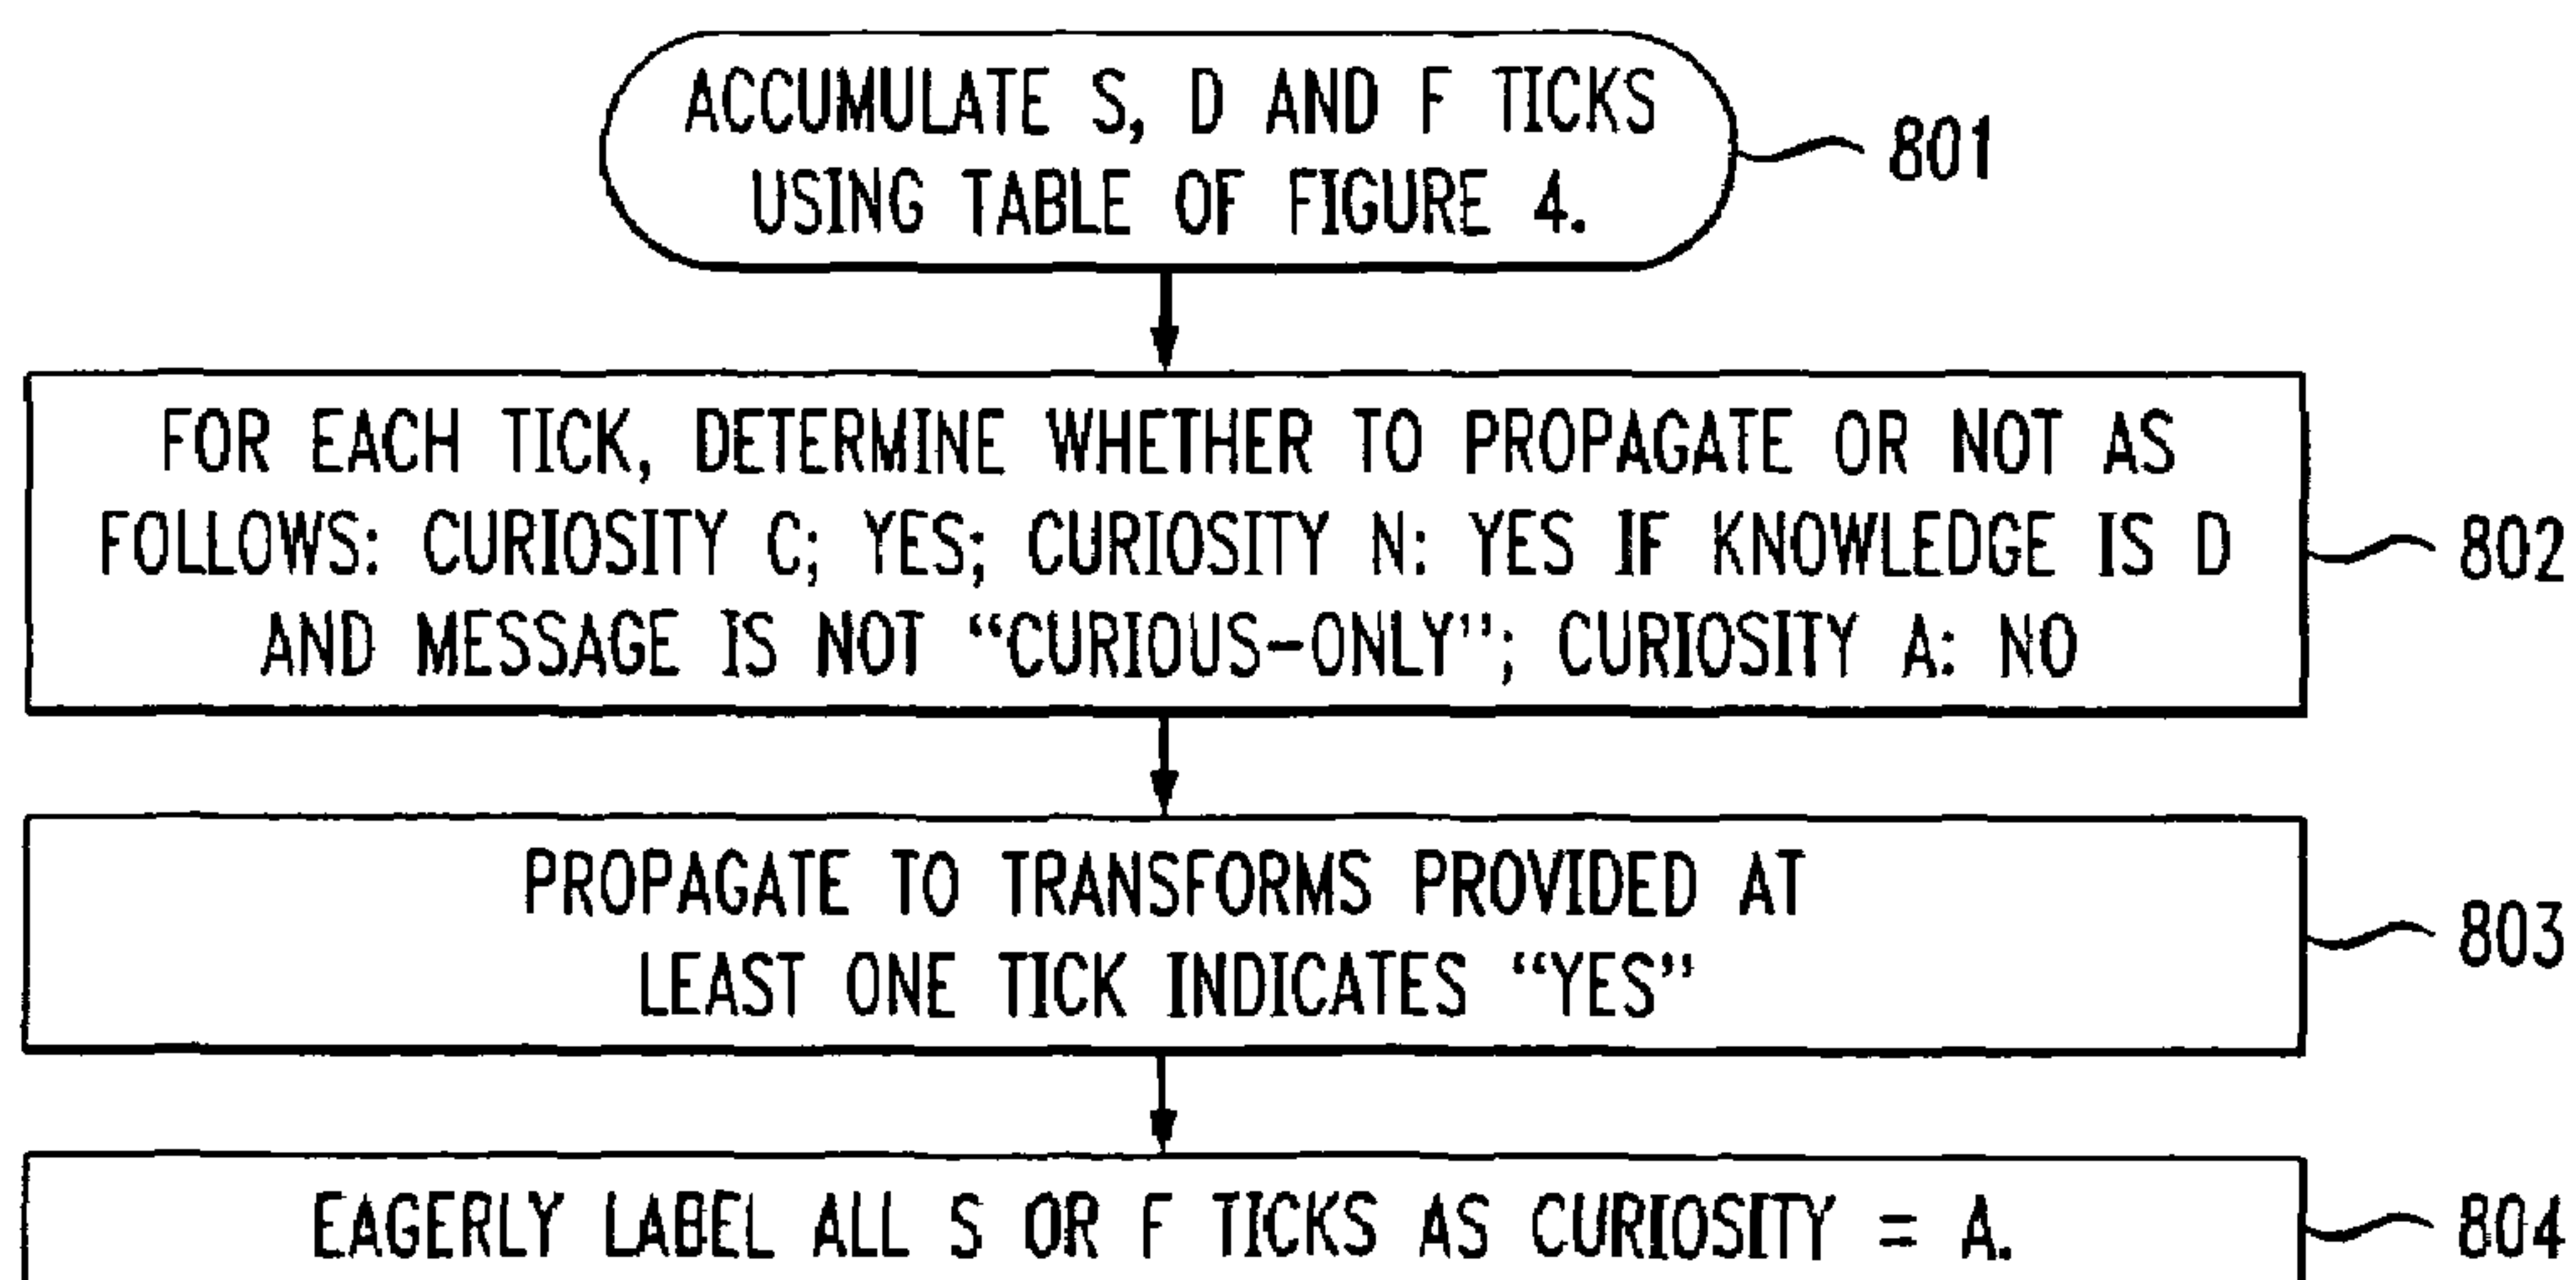 ACCUMULATE S, D AND F TICKS
USING TABLE OF FIGURE 4.
801
FOR EACH TICK, DETERMINE WHETHER TO PROPAGATE OR NOT AS
FOLLOWS: CURIOSITY C; YES; CURIOSITY N: YES IF KNOWLEDGE IS D
AND MESSAGE IS NOT “CURIOUS-ONLY”; CURIOSITY A: NO
802
PROPAGATE TO TRANSFORMS PROVIDED AT
LEAST ONE TICK INDICATES “YES”
803
EAGERLY LABEL ALL S OR F TICKS AS CURIOSITY = A.
804